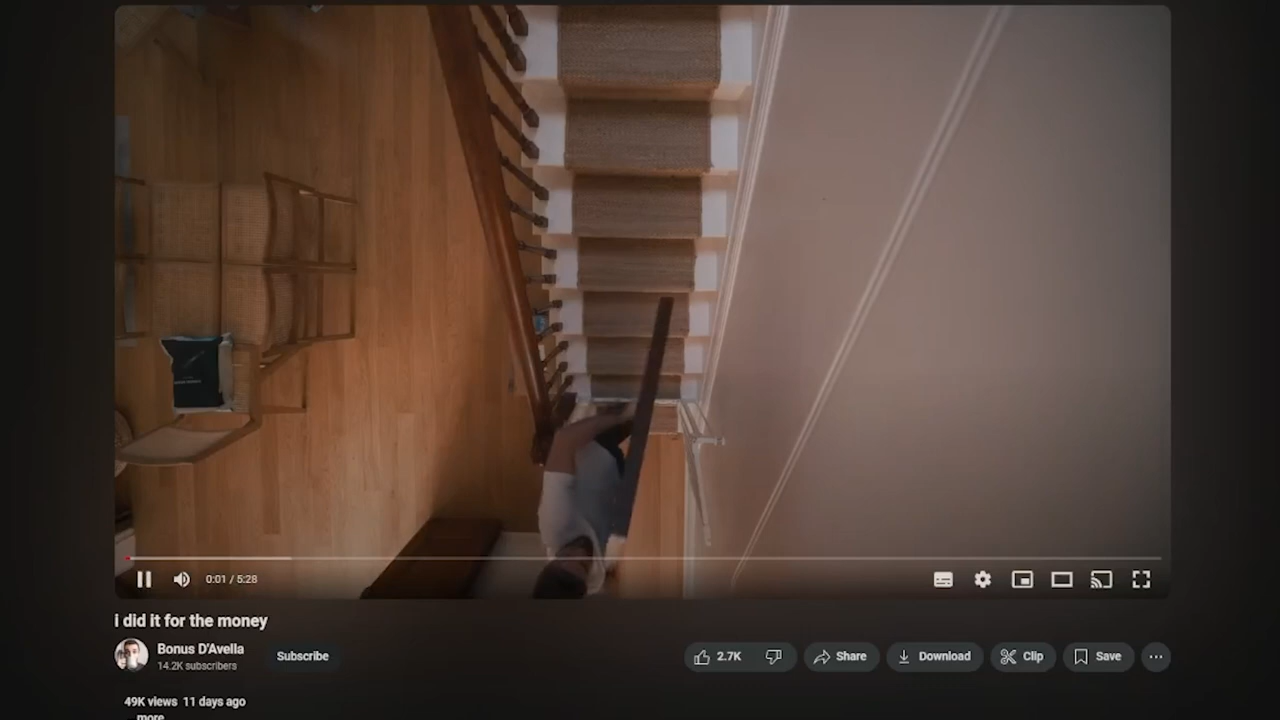 0:01 / 5:28
i did it for the money
Bonus D'Avella
14.2K subscribers
Subscribe
2.7K
Share
Download
Clip
Save
49K views 11 days ago
more